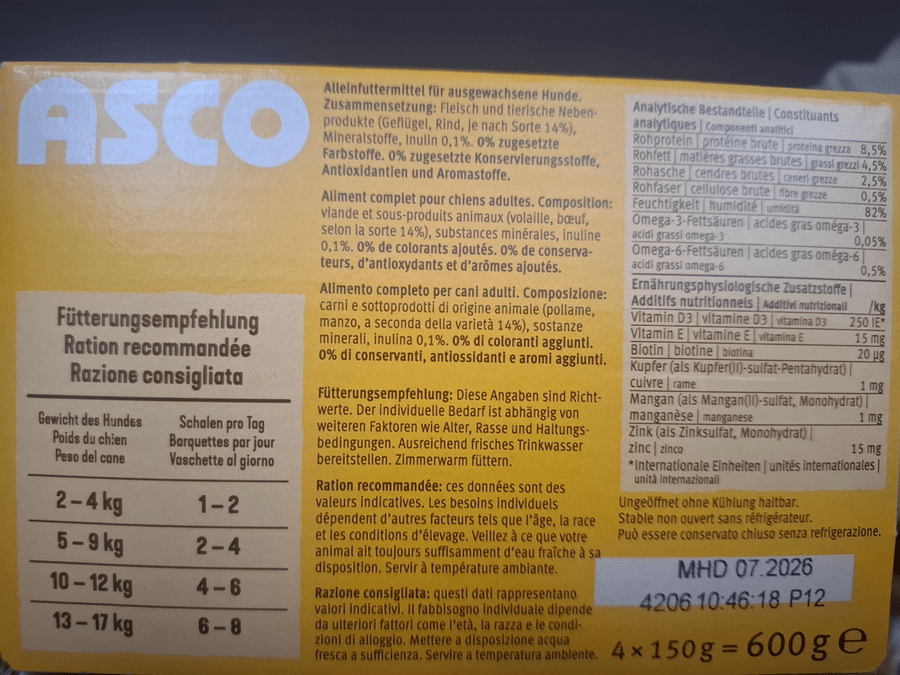 ASCO
Fütterungsempfehlung
Ration recommandée
Razione consigliata
Gewicht des Hundes
Poids du chien
Peso del cane
Schalen pro Tag
Barquettes par jour
Vaschette al giorno
2 – 4 kg 1 – 2
5 – 9 kg 2 – 4
10 – 12 kg 4 – 6
13 – 17 kg 6 – 8
Alleinfuttermittel für ausgewachsene Hunde.
Zusammensetzung: Fleisch und tierische Neben-
produkte (Geflügel, Rind, je nach Sorte 14%),
Mineralstoffe, Inulin 0,1%. 0% zugesetzte
Farbstoffe. 0% zugesetzte Konservierungsstoffe,
Antioxidantien und Aromastoffe.
Aliment complet pour chiens adultes. Composition:
viande et sous-produits animaux (volaille, bœuf,
selon la sorte 14%), substances minérales, inuline
0,1%. 0% de colorants ajoutés. 0% de conserva-
teurs, d'antioxydants et d'arômes ajoutés.
Alimento completo per cani adulti. Composizione:
carni e sottoprodotti di origine animale (pollame,
manzo, a seconda della varietà 14%), sostanze
minerali, inulina 0,1%. 0% di coloranti aggiunti.
0% di conservanti, antiossidanti e aromi aggiunti.
Fütterungsempfehlung: Diese Angaben sind Richt-
werte. Der individuelle Bedarf ist abhängig von
weiteren Faktoren wie Alter, Rasse und Haltungs-
bedingungen. Ausreichend frisches Trinkwasser
bereitstellen. Zimmerwarm füttern.
Ration recommandée: ces données sont des
valeurs indicatives. Les besoins individuels
dépendent d'autres facteurs tels que l'âge, la race
et les conditions d'élevage. Veillez à ce que votre
animal ait toujours suffisamment d'eau fraîche à sa
disposition. Servir à température ambiante.
Razione consigliata: questi dati rappresentano
valori indicativi. Il fabbisogno individuale dipende
da ulteriori fattori come l'età, la razza e le condi-
zioni di alloggio. Mettere a disposizione acqua
fresca a sufficienza. Servire a temperatura ambiente.
Analytische Bestandteile | Constituants
analytiques | Componenti analitici
Rohprotein | protéine brute | proteina grezza 8,5%
Rohfett | matières grasses brutes | grassi grezzi 4,5%
Rohasche | cendres brutes | ceneri grezze 2,5%
Rohfaser | cellulose brute | fibre grezze 0,5%
Feuchtigkeit | humidité | umidità 82%
Omega-3-Fettsäuren | acides gras oméga-3 |
acidi grassi omega-3 0,05%
Omega-6-Fettsäuren | acides gras oméga-6 |
acidi grassi omega-6 0,5%
Ernährungsphysiologische Zusatzstoffe |
Additifs nutritionnels | Additivi nutrizionali /kg
Vitamin D3 | vitamine D3 | vitamina D3 250 IE*
Vitamin E | vitamine E | vitamina E 15 mg
Biotin | biotine | biotina 20 µg
Kupfer (als Kupfer(II)-sulfat-Pentahydrat) |
cuivre | rame 1 mg
Mangan (als Mangan(II)-sulfat, Monohydrat) |
manganèse | manganese 1 mg
Zink (als Zinksulfat, Monohydrat) |
zinc | zinco 15 mg
*Internationale Einheiten | unités internationales |
unità internazionali
Ungeöffnet ohne Kühlung haltbar.
Stable non ouvert sans réfrigérateur.
Può essere conservato chiuso senza refrigerazione.
MHD 07.2026
4206 10:46:18 P12
4 x 150 g = 600 g e